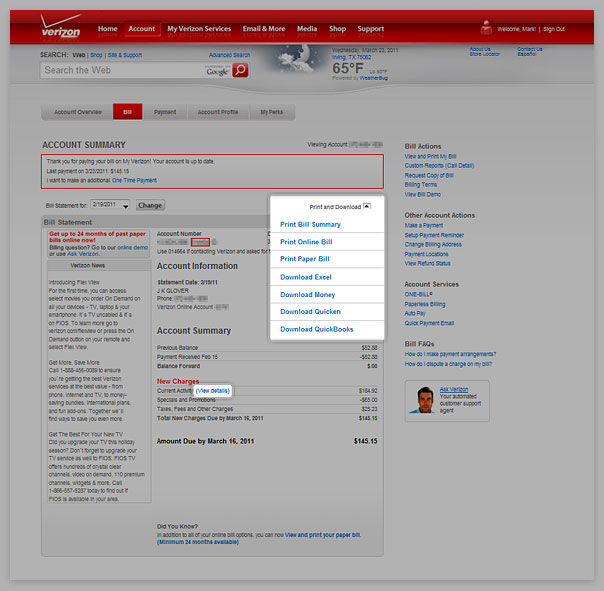 verizon
Home Account My Verizon Services Email & More Media Shop Support
Welcome, Mark! | Sign Out
SEARCH: Web | Shop | Site & Support Advanced Search
Search the Web
Google
Wednesday, March 23, 2011
Irving, TX 75062
65°F Lo 50°F
Powered by WeatherBug
About Us Contact Us
Store Locator Español
Account Overview Bill Payment Account Profile My Perks
ACCOUNT SUMMARY
Viewing Account:
Thank you for paying your bill on My Verizon! Your account is up to date.
Last payment on 3/23/2011: $145.15
I want to make an additional One Time Payment
Bill Statement for: 2/19/2011 Change
Print and Download
Print Bill Summary
Print Online Bill
Print Paper Bill
Download Excel
Download Money
Download Quicken
Download QuickBooks
Bill Statement
Get up to 24 months of past paper
bills online now!
Billing question? Go to our online demo
or use Ask Verizon.
Verizon News
Introducing Flex View
For the first time, you can access
select movies you order On Demand on
all your devices - TV, laptop &
smartphone. It`s TV unabled & it`s
on FIOS. To learn more go to
verizon.com/flexview or press the On
Demand button on your remote and
select Flex View.
Get More, Save More
Call 1-888-456-0089 to ensure
you`re getting the best Verizon
services at the best value - from
phone, Internet and TV, to money-
saving bundles, international plans,
and fun add-ons. Together we`ll
find ways to save you even more.
Get The Best For Your New TV
Did you upgrade your TV this holiday
season? Don`t forget to upgrade your
TV service as well to FIOS. FIOS TV
offers hundreds of crystal clear
channels, video on demand, 110 premium
channels, widgets & more. Call
1-866-557-5287 today to find out if
FIOS is available in your area.
Account Number
Use 014664 if contacting Verizon and asked for
Account Information
Statement Date: 2/19/11
J K GLOVER
Phone:
Verizon Online Account
Account Summary
Previous Balance $52.68
Payment Received Feb 15 -$52.68
Balance Forward $.00
New Charges
Current Activity (View details) $184.92
Specials and Promotions -$65.00
Taxes, Fees and Other Charges $25.23
Total New Charges Due by March 16, 2011 $145.15
Amount Due by March 16, 2011 $145.15
Did You Know?
In addition to all of your online bill options, you can now View and print your paper bill.
(Minimum 24 months available)
Bill Actions
View and Print My Bill
Custom Reports (Call Detail)
Request Copy of Bill
Billing Terms
View Bill Demo
Other Account Actions
Make a Payment
Setup Payment Reminder
Change Billing Address
Payment Locations
View Refund Status
Account Services
ONE-BILL®
Paperless Billing
Auto Pay
Quick Payment Email
Bill FAQs
How do I make payment arrangements?
How do I dispute a charge on my bill?
Ask Verizon
Your automated
customer support
agent